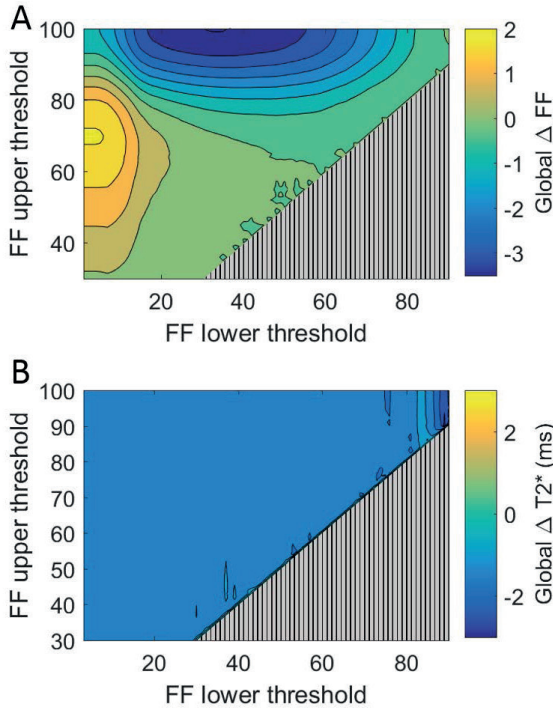 A
100
80
60
40
FF upper threshold
20 40 60 80
FF lower threshold
2
1
0
-1
-2
-3
Global Δ FF
B
100
90
80
70
60
50
40
30
FF upper threshold
20 40 60 80
FF lower threshold
2
0
-2
Global Δ T2* (ms)